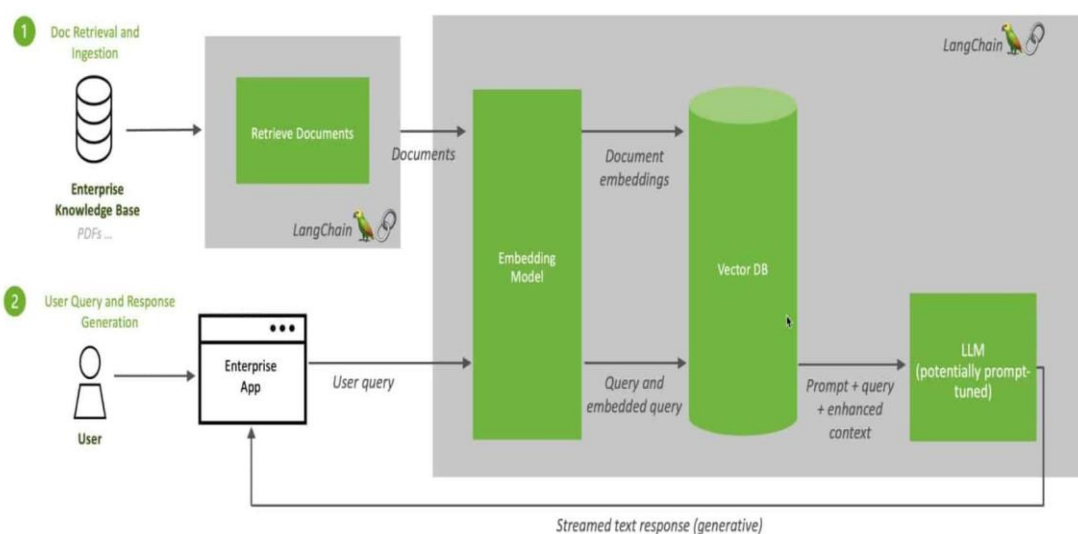 1
Doc Retrieval and
Ingestion
Enterprise
Knowledge Base
PDFs ...
Retrieve Documents
LangChain
Documents
LangChain
Embedding
Model
Document
embeddings
Vector DB
2
User Query and Response
Generation
User
Enterprise
App
User query
Query and
embedded query
Prompt + query
+ enhanced
context
LLM
(potentially prompt-
tuned)
Streamed text response (generative)